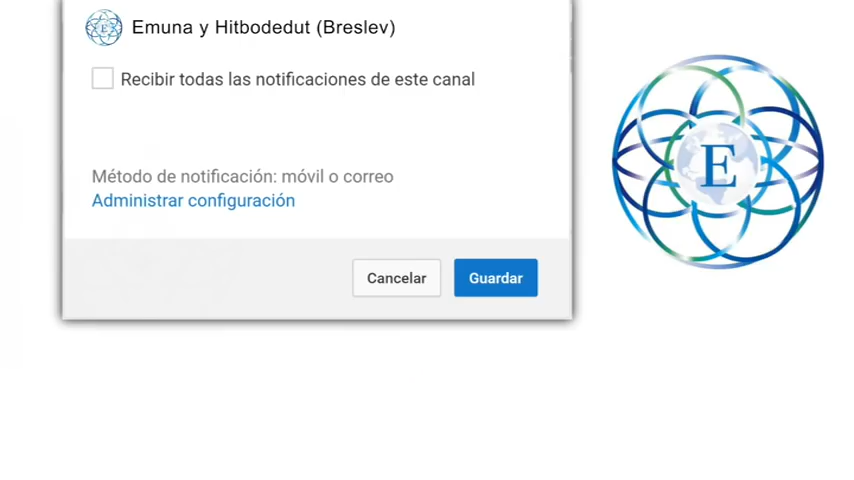 Emuna y Hitbodedut (Breslev)
Recibir todas las notificaciones de este canal
Método de notificación: móvil o correo
Administrar configuración
Cancelar
Guardar
E